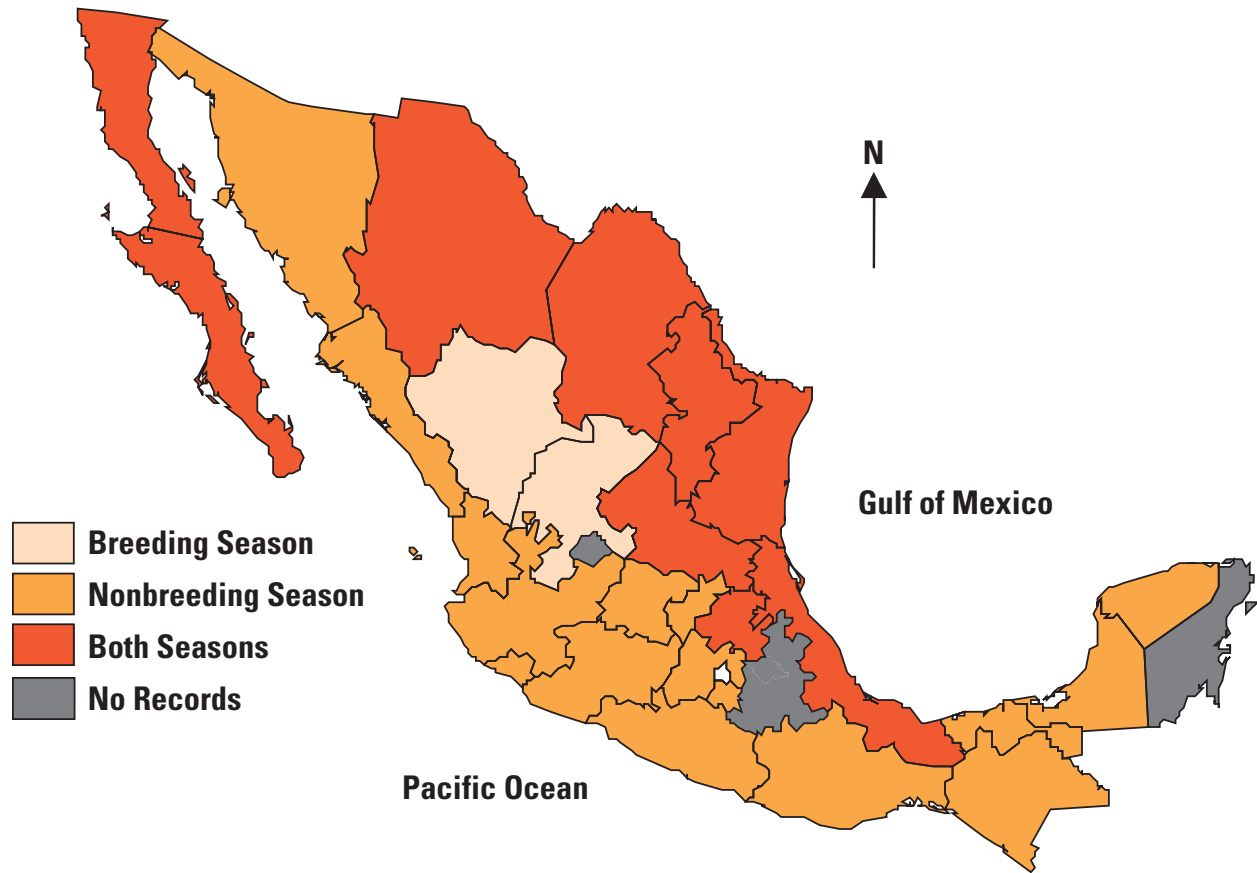 N
Gulf of Mexico
Breeding Season
Nonbreeding Season
Both Seasons
No Records
Pacific Ocean